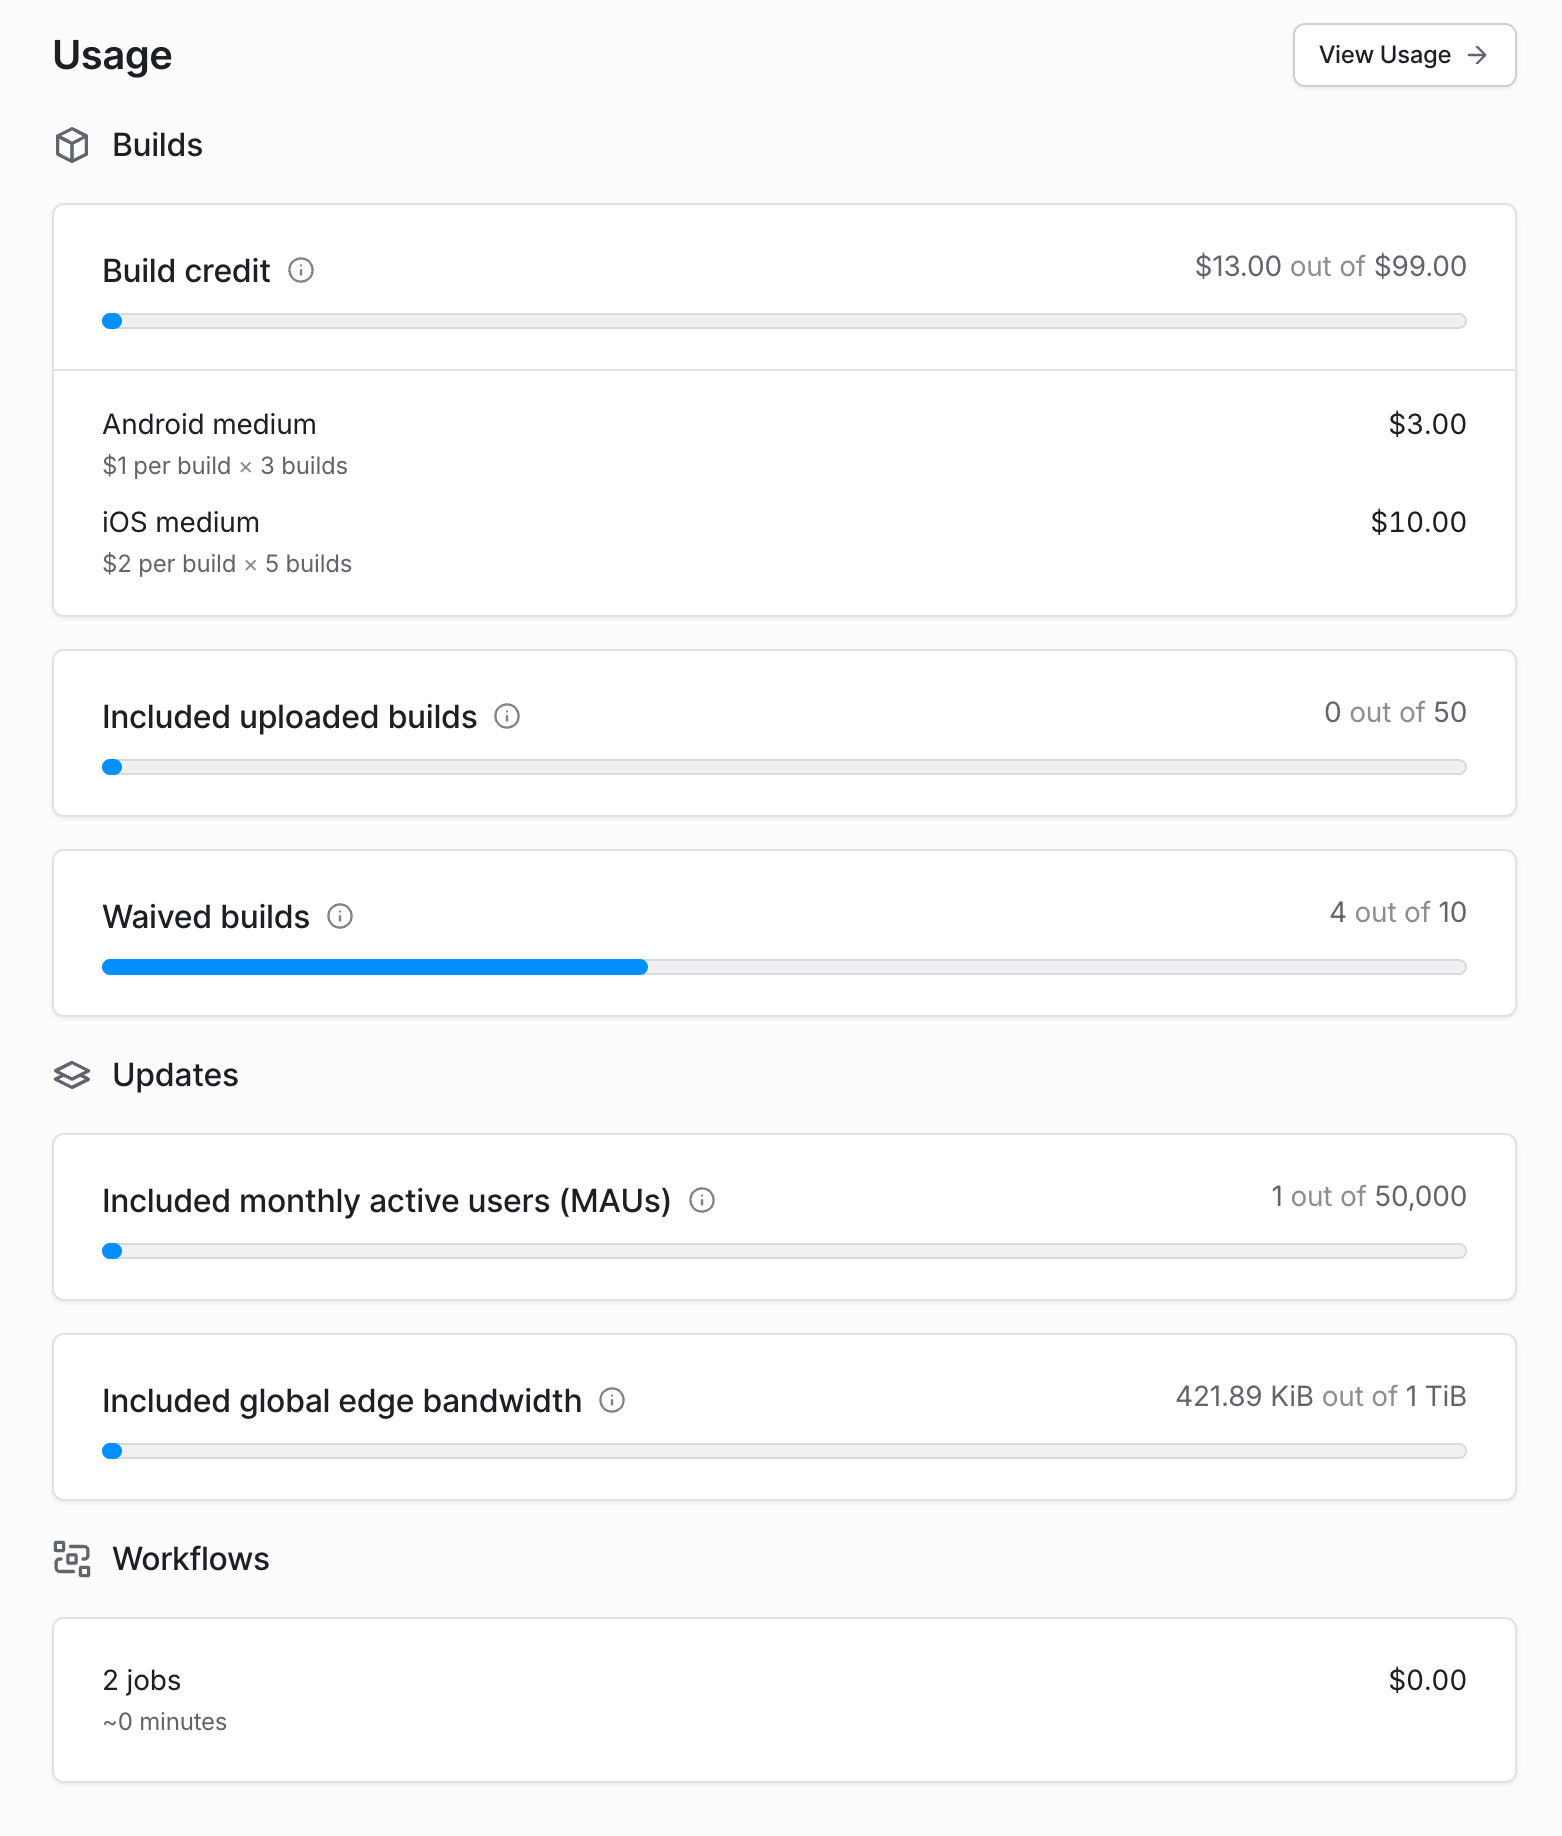 Usage
View Usage →
Builds
Build credit
$13.00 out of $99.00
Android medium
$3.00
$1 per build × 3 builds
iOS medium
$10.00
$2 per build × 5 builds
Included uploaded builds
0 out of 50
Waived builds
4 out of 10
Updates
Included monthly active users (MAUs)
1 out of 50,000
Included global edge bandwidth
421.89 KiB out of 1 TiB
Workflows
2 jobs
$0.00
~0 minutes